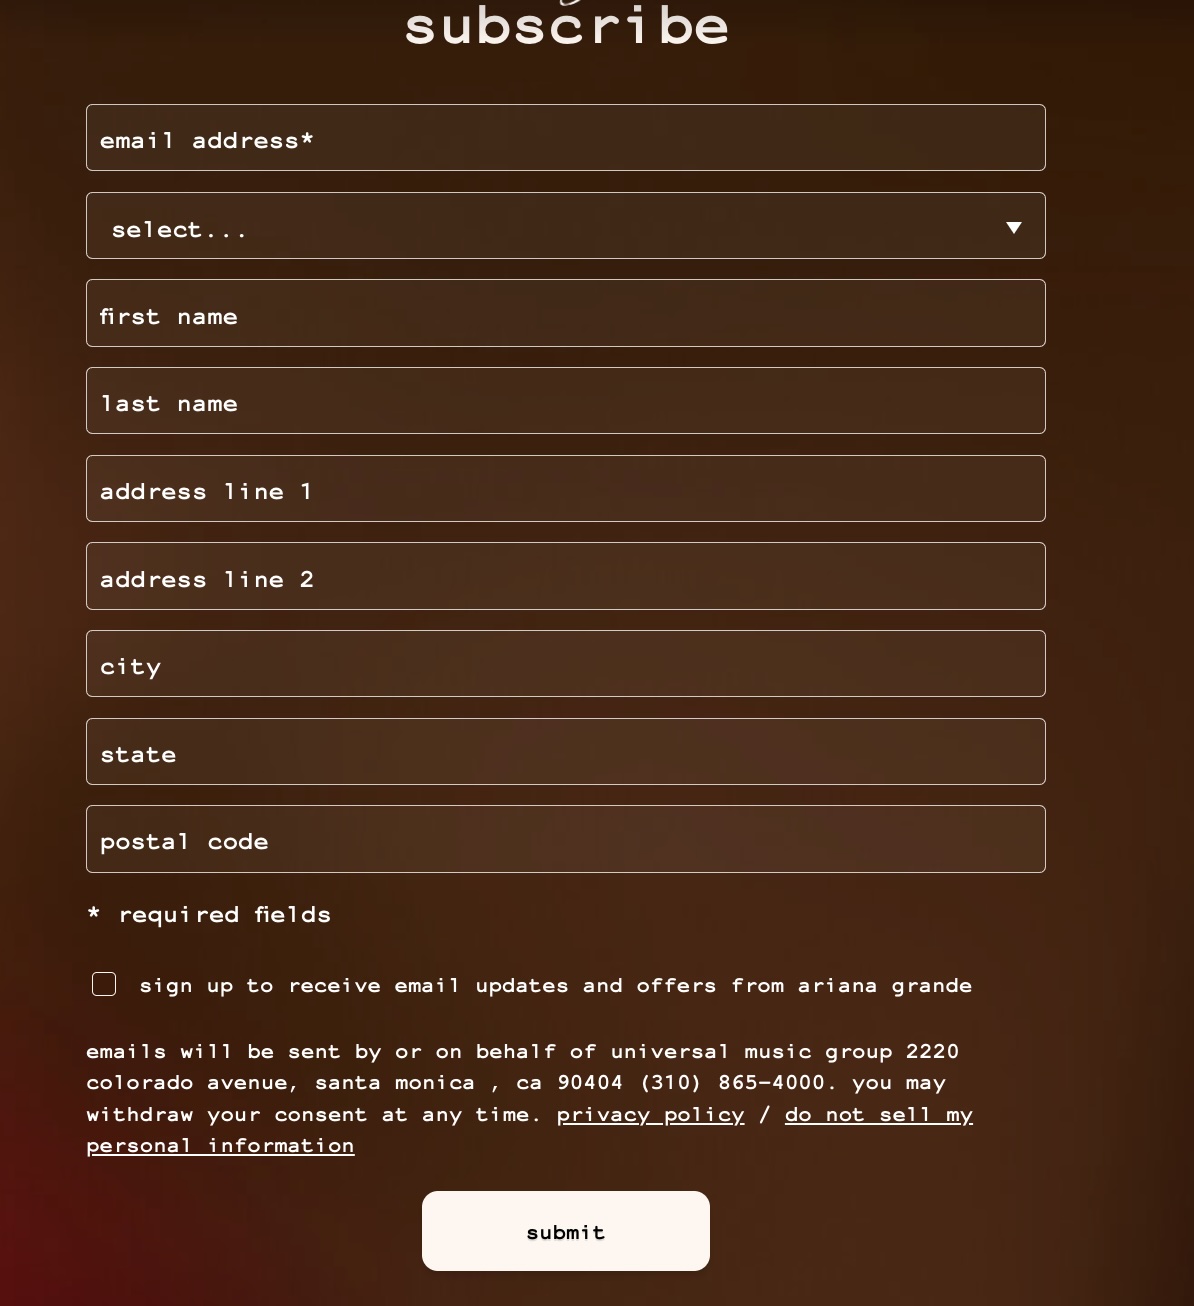 subscribe
email address*
select...
first name
last name
address line 1
address line 2
city
state
postal code
* required fields
sign up to receive email updates and offers from ariana grande
emails will be sent by or on behalf of universal music group 2220
colorado avenue, santa monica , ca 90404 (310) 865-4000. you may
withdraw your consent at any time. privacy policy / do not sell my
personal information
submit